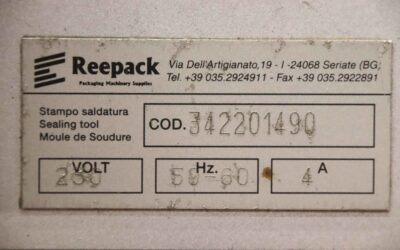 Reepack
Packaging Machinery Supplies
Via Dell'Artigianato,19 - I -24068 Seriate (BG)
Tel. +39 035.2924911 - Fax +39 035.2922891
Stampo saldatura
Sealing tool
Moule de Soudure
COD. 342201490
VOLT Hz. A
230 50-60 4